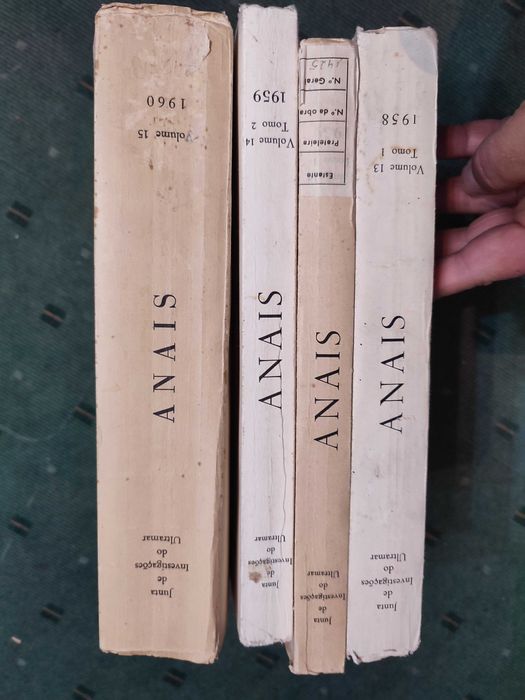 Junta
de
Investigações
do
Ultramar
ANAIS
Volume 15
1960
Junta
de
Investigações
do
Ultramar
ANAIS
Volume 14
Tomo 2
1959
Junta
de
Investigações
do
Ultramar
ANAIS
Estante
Prateleira
N.º da obra
N.º Geral
1425
Junta
de
Investigações
do
Ultramar
ANAIS
Volume 13
Tomo 1
1958